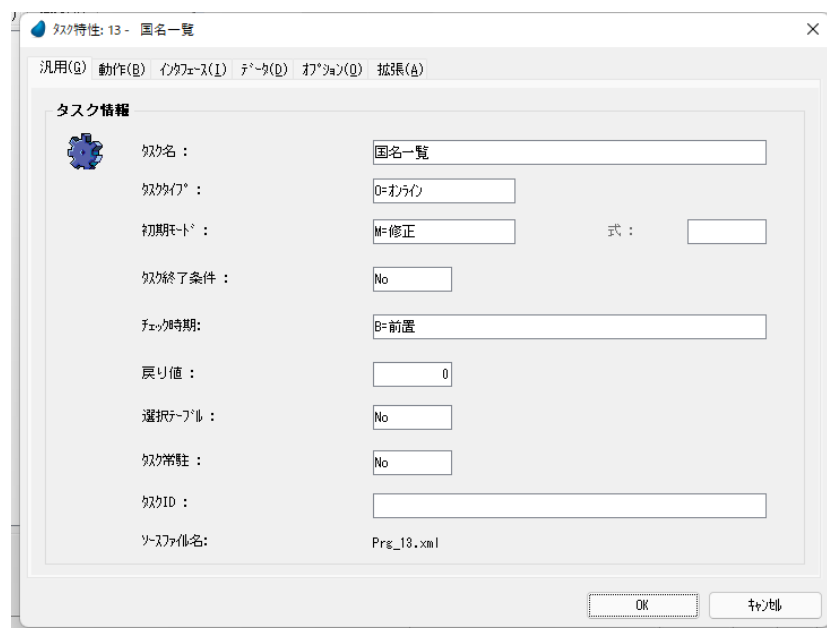 ﾀｽｸ特性: 13 - 国名一覧
汎用(G) 動作(B) ｲﾝﾀﾌｪｰｽ(I) ﾃﾞｰﾀ(D) ｵﾌﾟｼｮﾝ(O) 拡張(A)
タスク情報
ﾀｽｸ名 : 国名一覧
ﾀｽｸﾀｲﾌﾟ : O=ｵﾝﾗｲﾝ
初期ﾓｰﾄﾞ : M=修正 式 :
ﾀｽｸ終了条件 : No
ﾁｪｯｸ時期: B=前置
戻り値 : 0
選択ﾃｰﾌﾞﾙ : No
ﾀｽｸ常駐 : No
ﾀｽｸID :
ｿｰｽﾌｧｲﾙ名: Prg_13.xml
OK ｷｬﾝｾﾙ